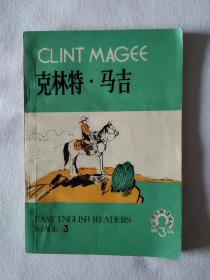 CLINT MAGEE
克林特·马吉
EASY ENGLISH READERS
STAGE 3
3